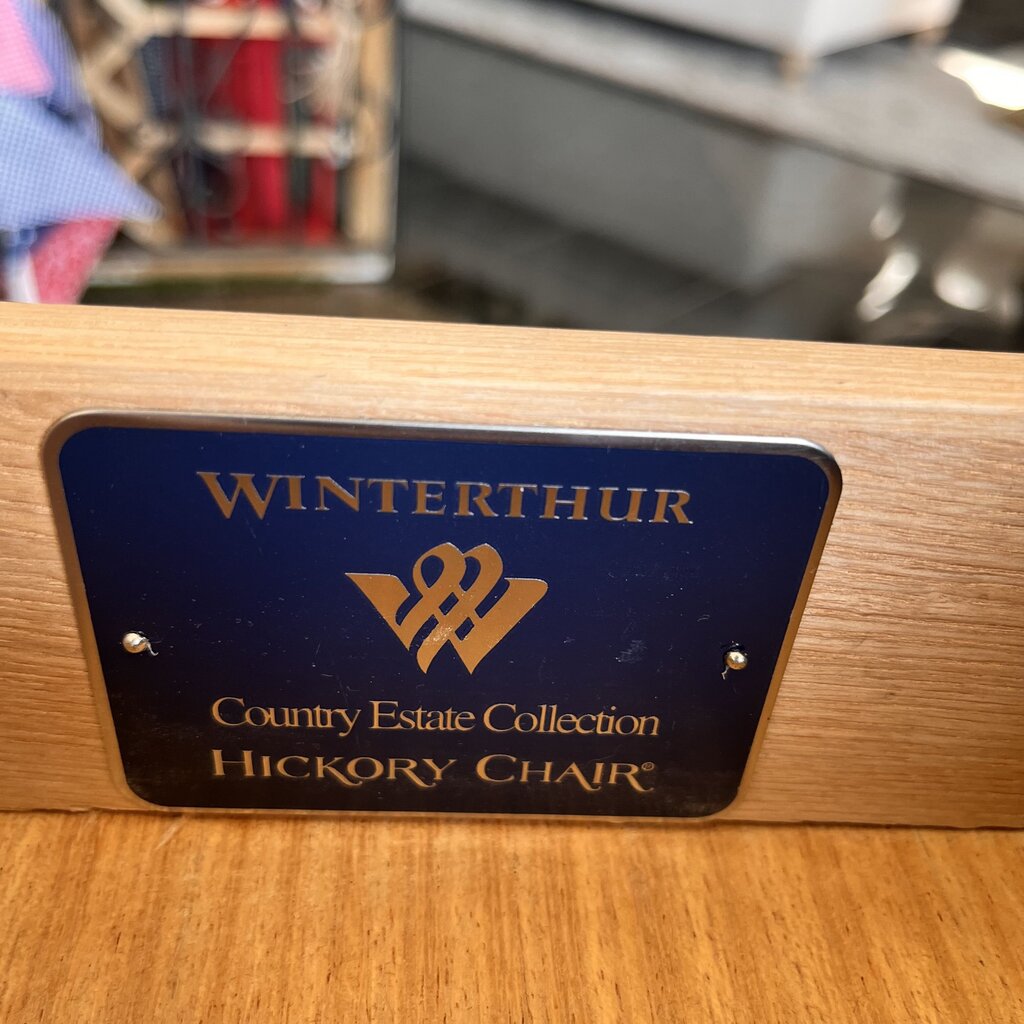 WINTERTHUR
Country Estate Collection
HICKORY CHAIR®